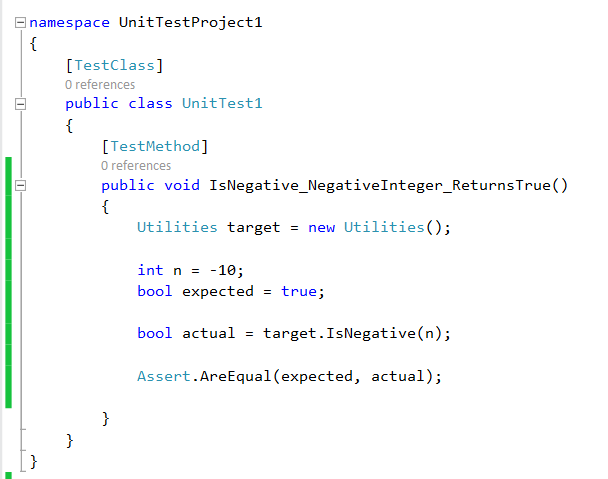 namespace UnitTestProject1
{
[TestClass]
0 references
public class UnitTest1
{
[TestMethod]
0 references
public void IsNegative_NegativeInteger_ReturnsTrue()
{
Utilities target = new Utilities();
int n = -10;
bool expected = true;
bool actual = target.IsNegative(n);
Assert.AreEqual(expected, actual);
}
}
}